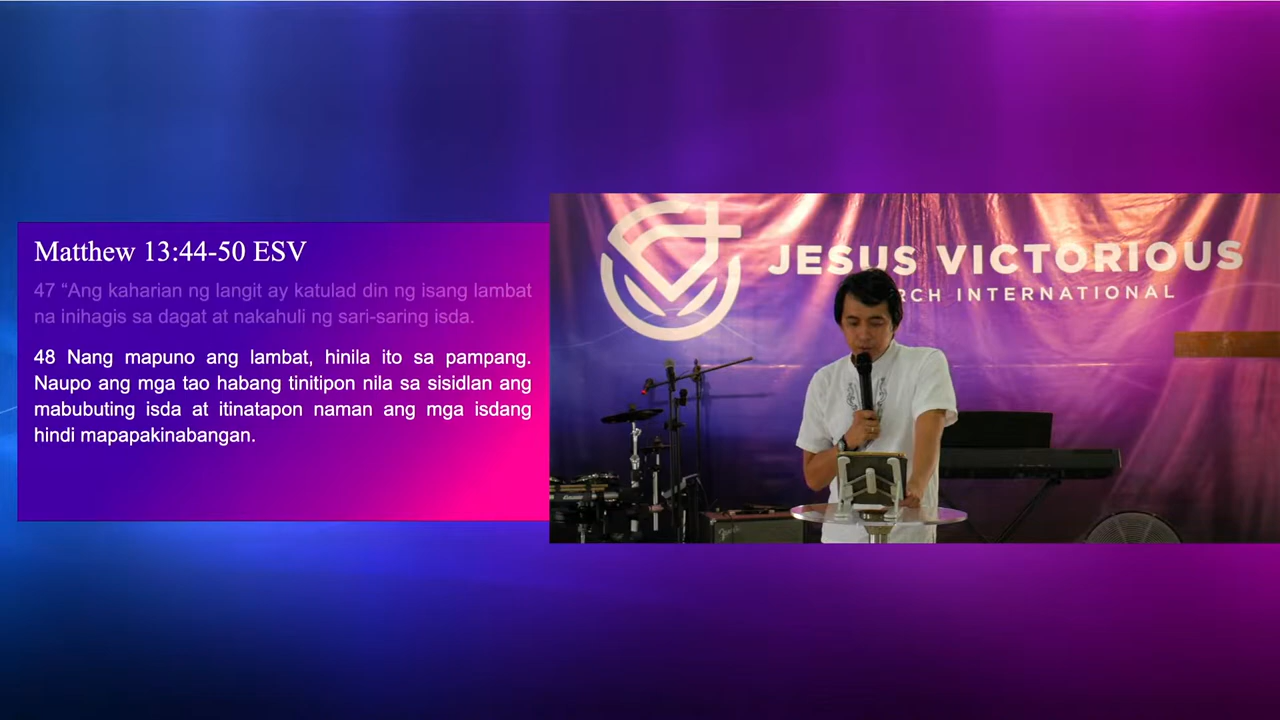 Matthew 13:44-50 ESV
47 “Ang kaharian ng langit ay katulad din ng isang lambat
na inihagis sa dagat at nakahuli ng sari-saring isda.
48 Nang mapuno ang lambat, hinila ito sa pampang.
Naupo ang mga tao habang tinitipon nila sa sisidlan ang
mabubuting isda at itinatapon naman ang mga isdang
hindi mapapakinabangan.
JESUS VICTORIOUS
RCH INTERNATIONAL